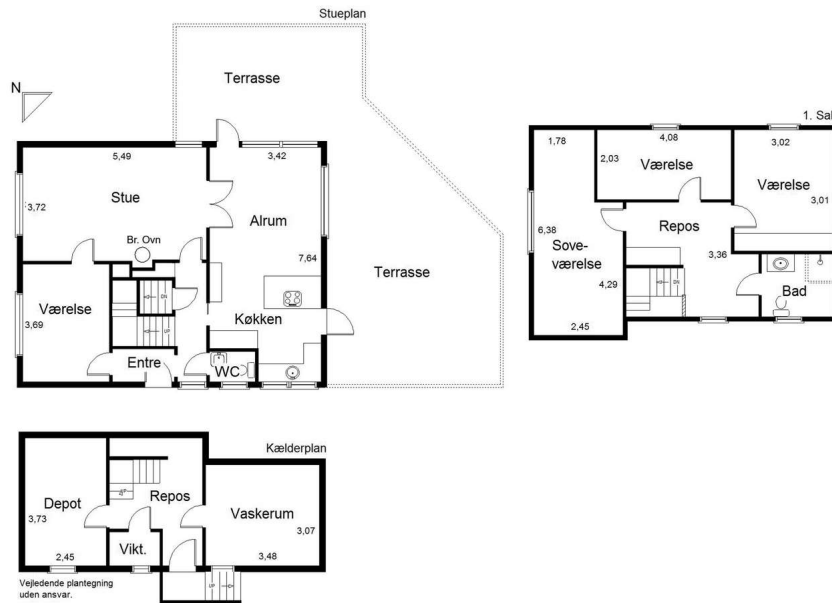 Stueplan
Terrasse
N
5,49
3,42
3,72
Stue
Alrum
Br. Ovn
7,64
Terrasse
Værelse
3,69
Køkken
Entre
WC
1. Sal
1,78
4,08
3,02
2,03
Værelse
Værelse
3,01
6,38
Repos
Sove-
værelse
3,36
4,29
Bad
2,45
Kælderplan
Depot
Repos
3,73
Vaskerum
3,07
Vikt.
2,45
3,48
Vejledende plantegning
uden ansvar.